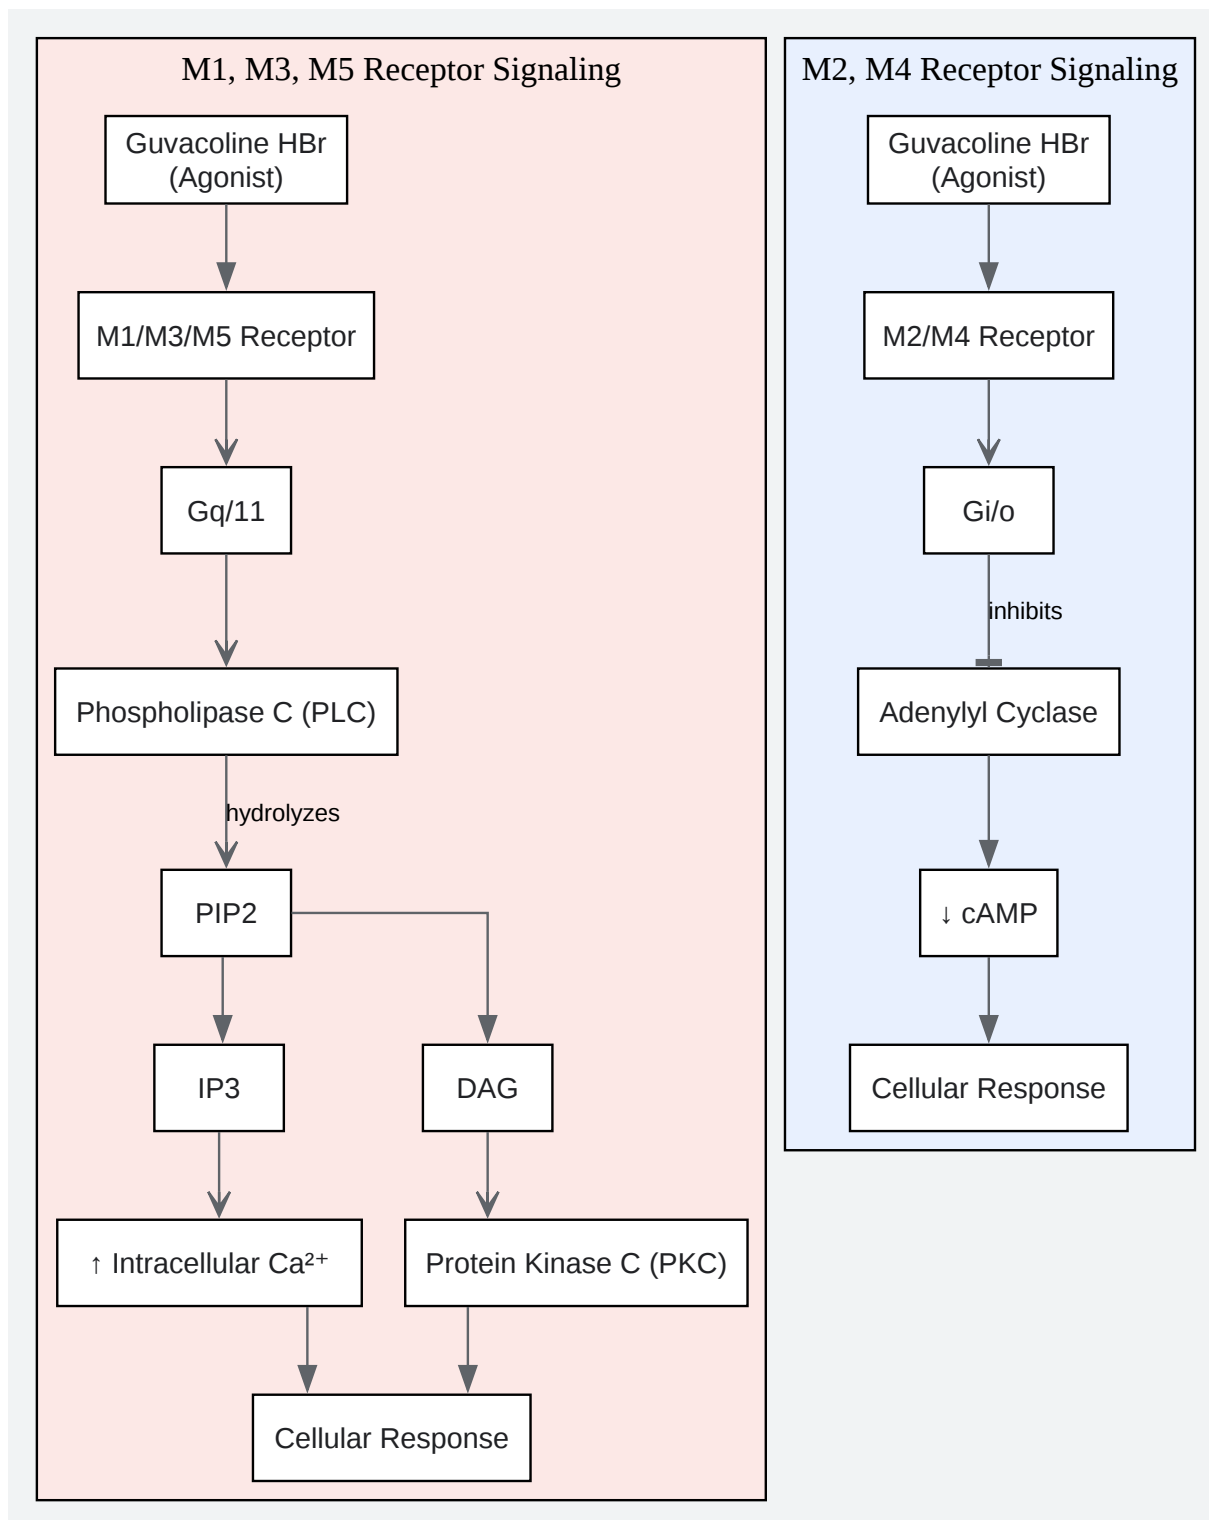 M1, M3, M5 Receptor Signaling
Guvacoline HBr
(Agonist)
M1/M3/M5 Receptor
Gq/11
Phospholipase C (PLC)
hydrolyzes
PIP2
IP3
DAG
↑ Intracellular Ca²⁺
Protein Kinase C (PKC)
Cellular Response
M2, M4 Receptor Signaling
Guvacoline HBr
(Agonist)
M2/M4 Receptor
Gi/o
inhibits
Adenylyl Cyclase
↓ cAMP
Cellular Response